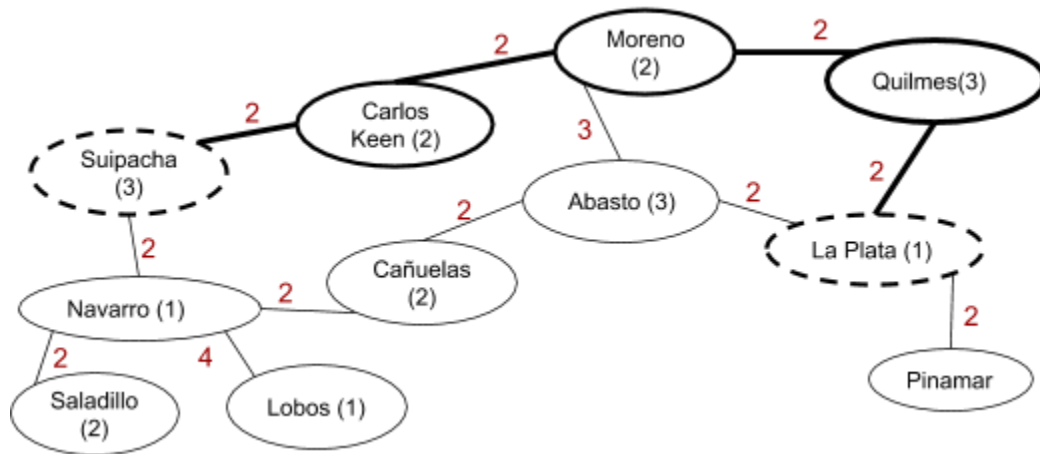 Moreno
(2)
2
2
Quilmes(3)
Carlos
Keen (2)
2
Suipacha
(3)
3
2
Abasto (3)
2
2
La Plata (1)
2
Cañuelas
(2)
Navarro (1)
2
2
2
4
Pinamar
Saladillo
(2)
Lobos (1)